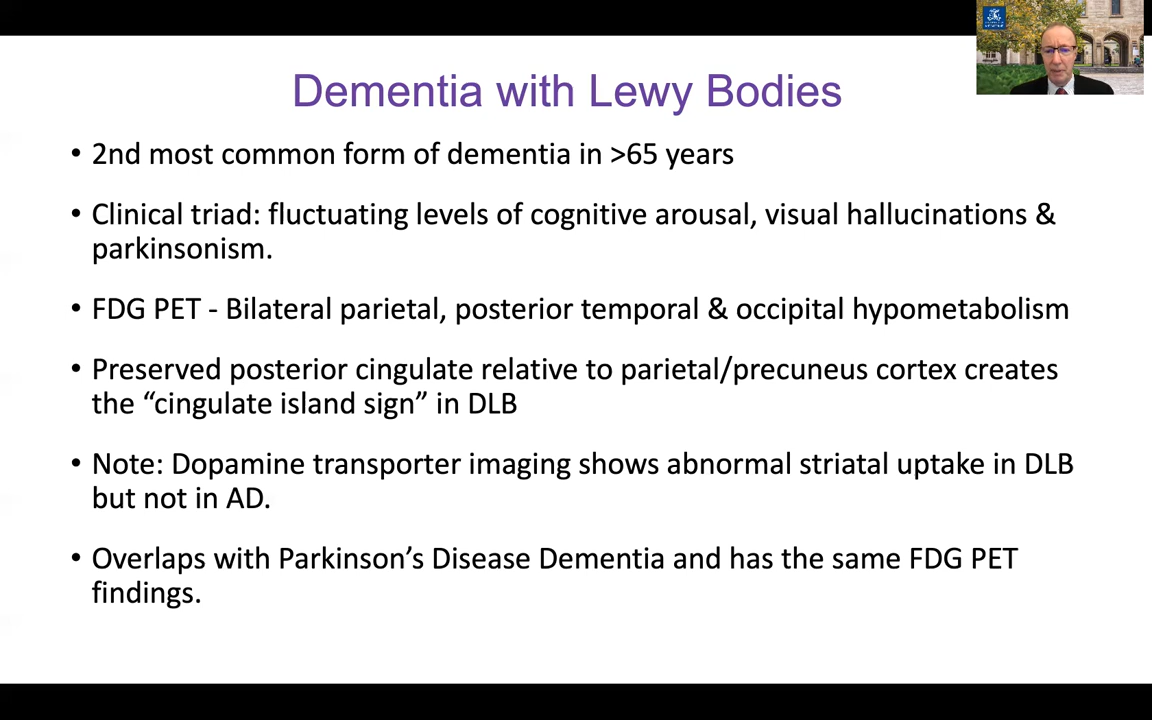 Dementia with Lewy Bodies
• 2nd most common form of dementia in >65 years
• Clinical triad: fluctuating levels of cognitive arousal, visual hallucinations &
parkinsonism.
• FDG PET - Bilateral parietal, posterior temporal & occipital hypometabolism
• Preserved posterior cingulate relative to parietal/precuneus cortex creates
the “cingulate island sign” in DLB
• Note: Dopamine transporter imaging shows abnormal striatal uptake in DLB
but not in AD.
• Overlaps with Parkinson’s Disease Dementia and has the same FDG PET
findings.